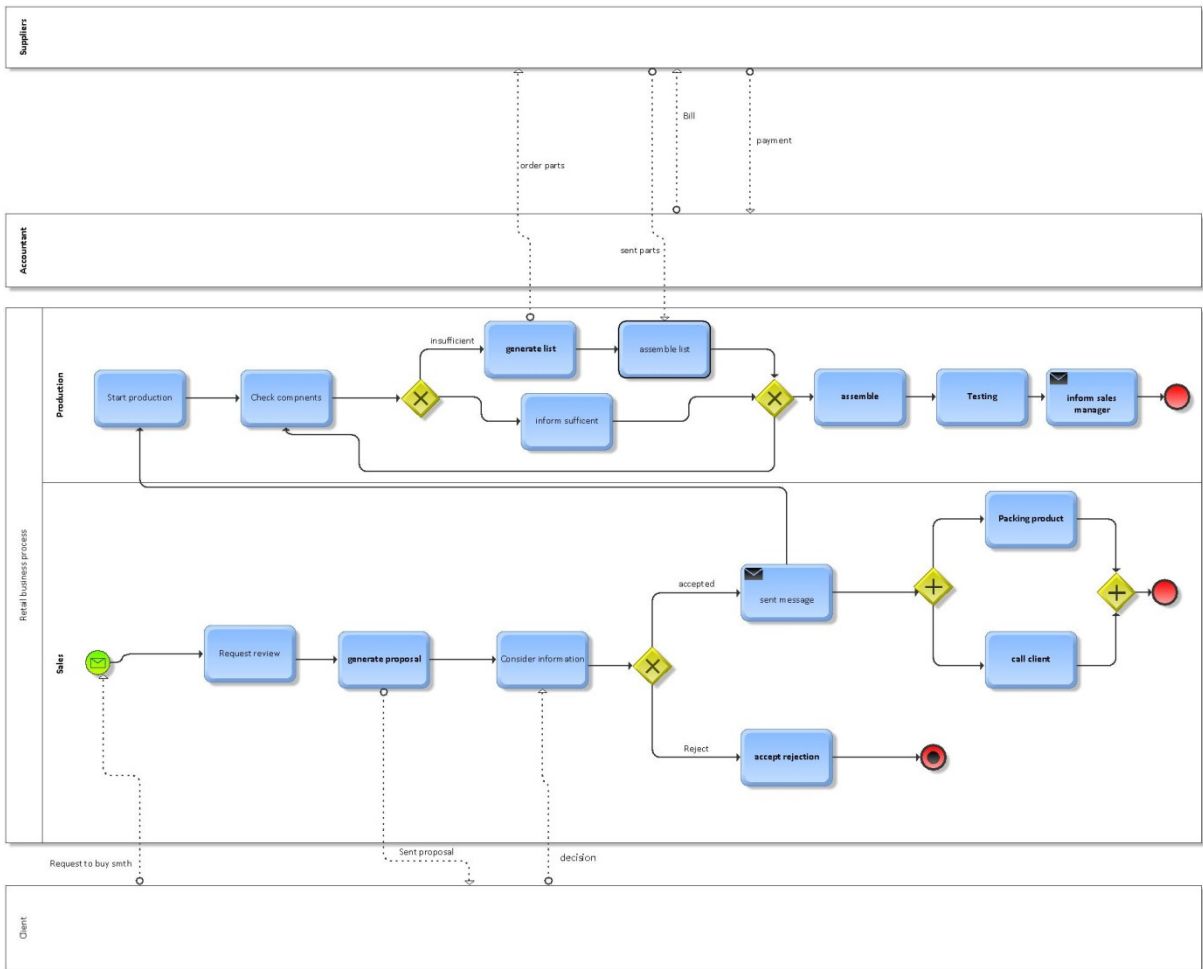 Suppliers
order parts
Bill
payment
Accountant
sent parts
Retail business process
Production
Start production
Check compnents
insufficient
generate list
assemble list
inform sufficent
assemble
Testing
inform sales
manager
Sales
Request review
generate proposal
Consider information
accepted
sent message
Packing product
call client
Reject
accept rejection
Request to buy smth
Sent proposal
decision
Client